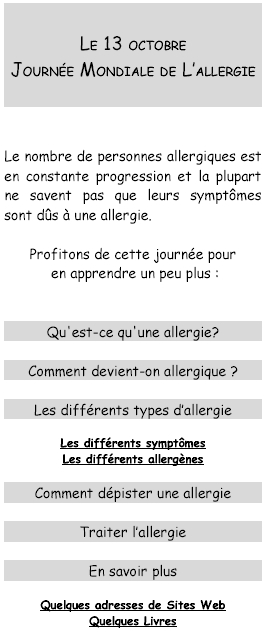 Le 13 octobre
Journée Mondiale de L'allergie
Le nombre de personnes allergiques est
en constante progression et la plupart
ne savent pas que leurs symptômes
sont dûs à une allergie.
Profitons de cette journée pour
en apprendre un peu plus :
Qu'est-ce qu'une allergie?
Comment devient-on allergique ?
Les différents types d'allergie
Les différents symptômes
Les différents allergènes
Comment dépister une allergie
Traiter l'allergie
En savoir plus
Quelques adresses de Sites Web
Quelques Livres